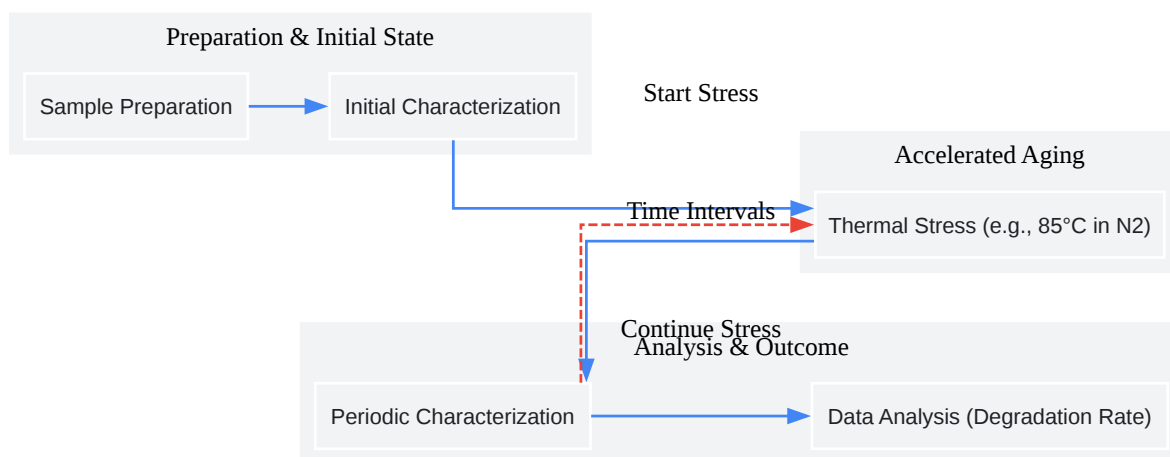 Preparation & Initial State
Sample Preparation
Initial Characterization
Start Stress
Accelerated Aging
Time Intervals
Thermal Stress (e.g., 85°C in N2)
Continue Stress
Analysis & Outcome
Periodic Characterization
Data Analysis (Degradation Rate)